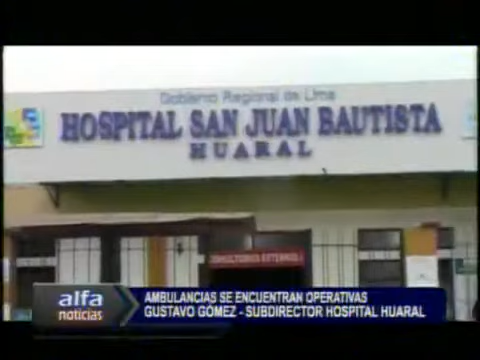 Gobierno Regional de Lima
HOSPITAL SAN JUAN BAUTISTA
HUARAL
CONSULTORIOS EXTERNOS
alfa
noticias
AMBULANCIAS SE ENCUENTRAN OPERATIVAS
GUSTAVO GÓMEZ - SUBDIRECTOR HOSPITAL HUARAL